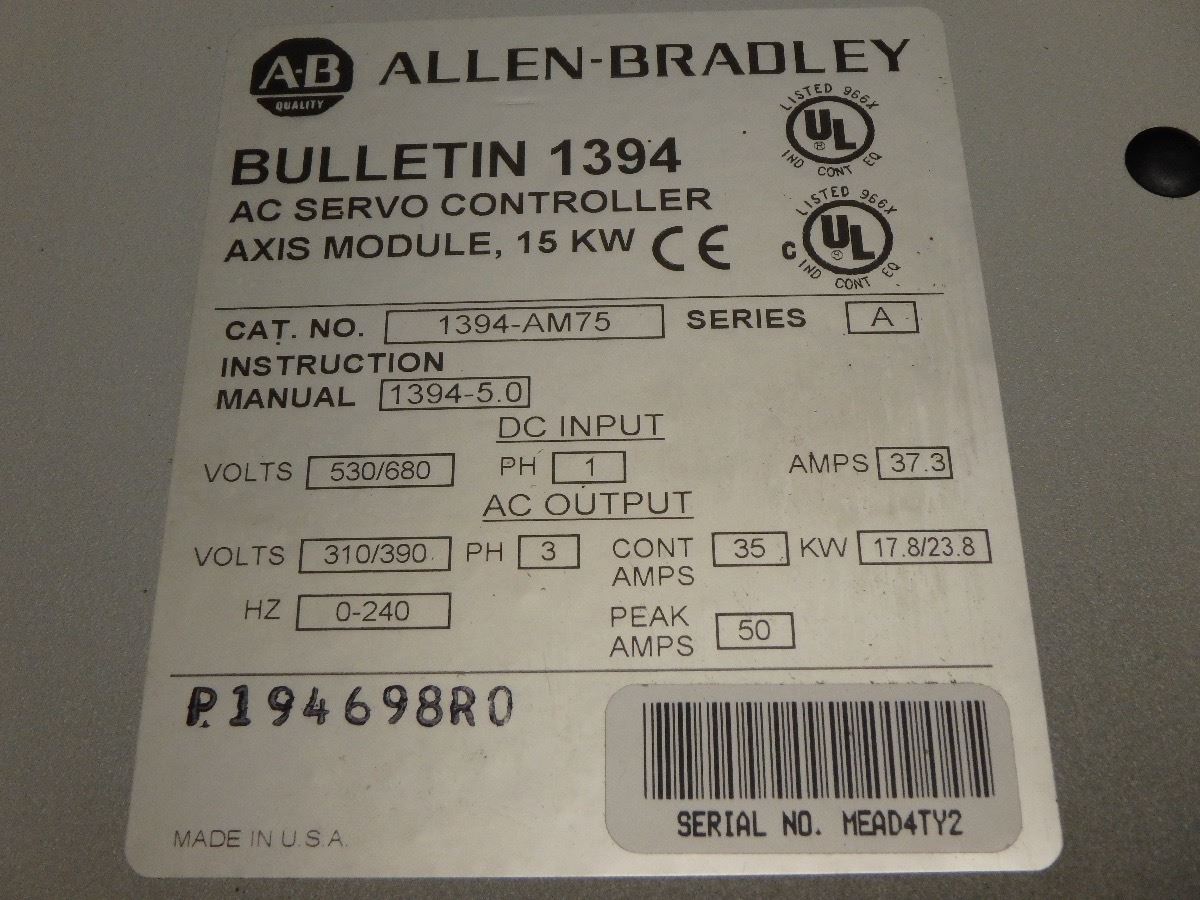 A-B ALLEN-BRADLEY
QUALITY
LISTED 966X
UL ®
IND CONT EQ
BULLETIN 1394
AC SERVO CONTROLLER
AXIS MODULE, 15 KW CE
LISTED 966X
C UL ®
IND CONT EQ
CAT. NO. 1394-AM75 SERIES A
INSTRUCTION
MANUAL 1394-5.0
DC INPUT
VOLTS 530/680 PH 1 AMPS 37.3
AC OUTPUT
VOLTS 310/390 PH 3 CONT AMPS 35 KW 17.8/23.8
HZ 0-240 PEAK AMPS 50
P194698R0
SERIAL NO. MEAD4TY2
MADE IN U.S.A.